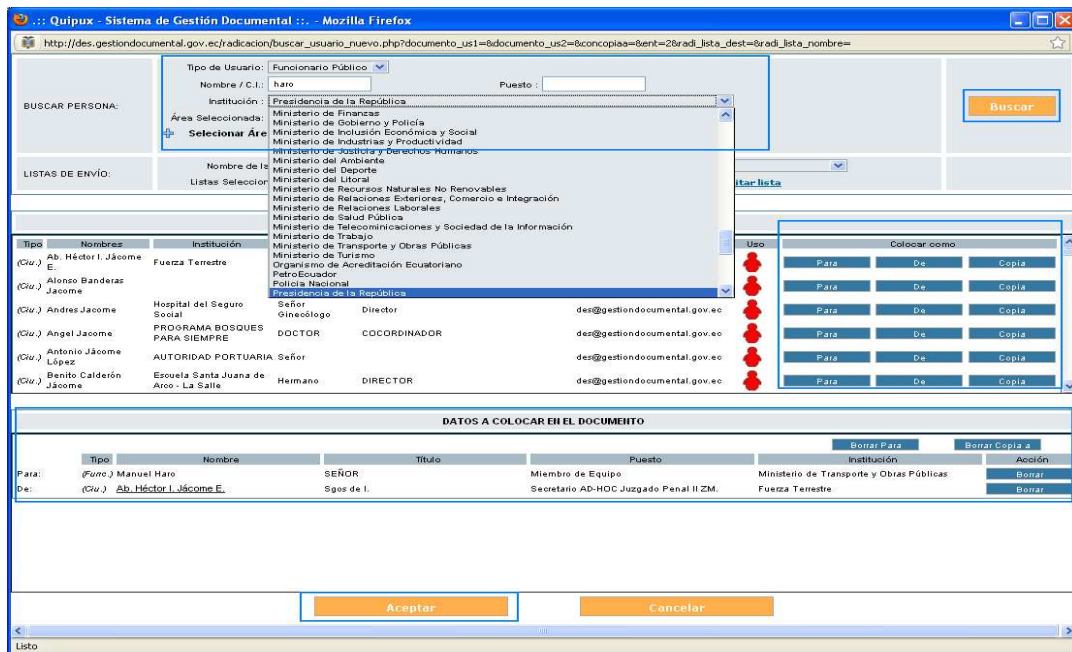 .:: Quipux - Sistema de Gestión Documental ::. - Mozilla Firefox
http://des.gestiondocumental.gov.ec/radicacion/buscar_usuario_nuevo.php?documento_us1=&documento_us2=&concopiaa=&ent=2&radi_lista_dest=&radi_lista_nombre=
BUSCAR PERSONA:
Tipo de Usuario: Funcionario Público
Nombre / C.I.: haro Puesto :
Institución : Presidencia de la República
Área Seleccionada:
Selecionar Áre
Buscar
Ministerio de Finanzas
Ministerio de Gobierno y Policía
Ministerio de Inclusión Económica y Social
Ministerio de Industrias y Productividad
Ministerio de Justicia y Derechos Humanos
Ministerio del Ambiente
Ministerio del Deporte
Ministerio del Litoral
Ministerio de Recursos Naturales No Renovables
Ministerio de Relaciones Exteriores, Comercio e Integración
Ministerio de Relaciones Laborales
Ministerio de Salud Pública
Ministerio de Telecominicaciones y Sociedad de la Información
Ministerio de Trabajo
Ministerio de Transporte y Obras Públicas
Ministerio de Turismo
Organismo de Acreditación Ecuatoriano
PetroEcuador
Policia Nacional
Presidencia de la República
LISTAS DE ENVÍO:
Nombre de la
Listas Seleccion itar lista
Tipo Nombres Institución Uso Colocar como
(Ciu.) Ab. Héctor I. Jácome E. Fuerza Terrestre Para De Copia
(Ciu.) Alonso Banderas Jacome Para De Copia
(Ciu.) Andres Jacome Hospital del Seguro Social Señor Ginecólogo Director des@gestiondocumental.gov.ec Para De Copia
(Ciu.) Angel Jacome PROGRAMA BOSQUES PARA SIEMPRE DOCTOR COCORDINADOR des@gestiondocumental.gov.ec Para De Copia
(Ciu.) Antonio Jácome López AUTORIDAD PORTUARIA Señor des@gestiondocumental.gov.ec Para De Copia
(Ciu.) Benito Calderón Jácome Escuela Santa Juana de Arco - La Salle Hermano DIRECTOR des@gestiondocumental.gov.ec Para De Copia
DATOS A COLOCAR EN EL DOCUMENTO
Borrar Para Borrar Copia a
Tipo Nombre Título Puesto Institución Acción
Para: (Func.) Manuel Haro SEÑOR Miembro de Equipo Ministerio de Transporte y Obras Públicas Borrar
De: (Ciu.) Ab. Héctor I. Jácome E. Sgos de I. Secretario AD-HOC Juzgado Penal II ZM. Fuerza Terrestre Borrar
Aceptar Cancelar
Listo